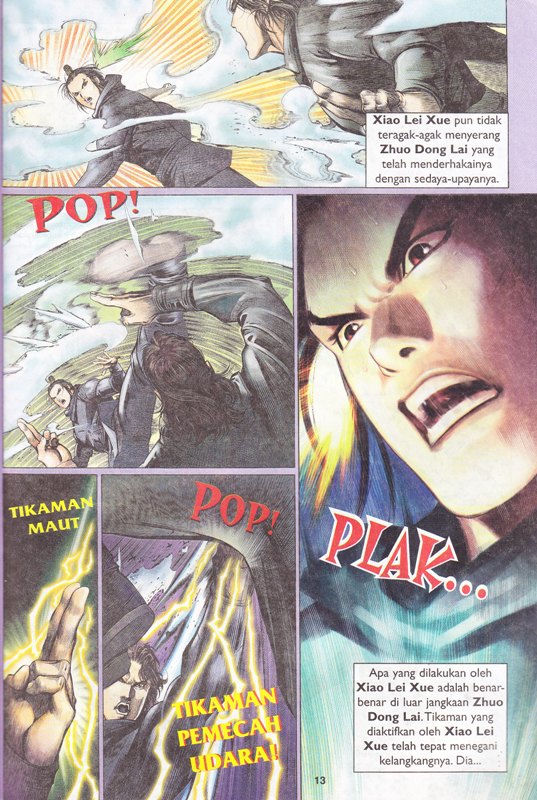 Xiao Lei Xue pun tidak
teragak-agak menyerang
Zhuo Dong Lai yang
telah menderhakainya
dengan sedaya-upayanya.
POP!
PLAK...
TIKAMAN
MAUT
POP!
TIKAMAN
PEMECAH
UDARA!
Apa yang dilakukan oleh
Xiao Lei Xue adalah benar-
benar di luar jangkaan Zhuo
Dong Lai. Tikaman yang
diaktifkan oleh Xiao Lei
Xue telah tepat menegani
kelangkangnya. Dia...
13